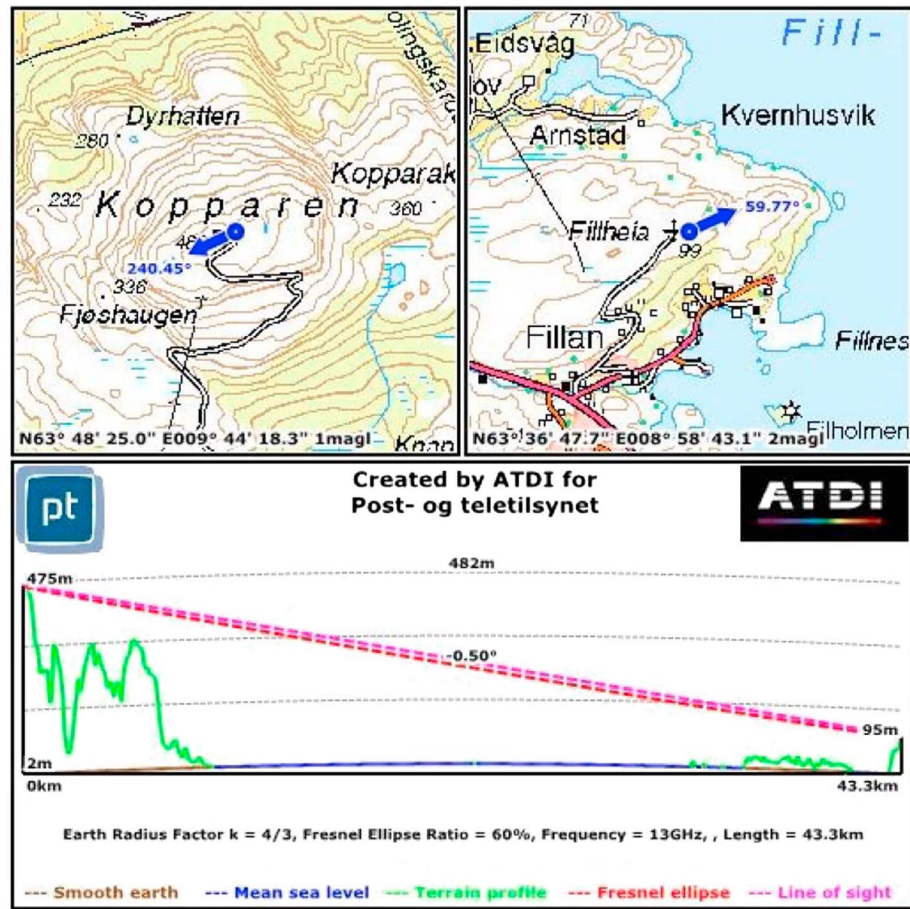 71
Eidsvåg
Fill-
Dyrhatten
280
Arnstad
Kvernhusvik
232
Kopparen
Kopparak
360
Fillheia
59.77°
99
240.45°
336
Fjøshaugen
Fillan
Fillnes
Filholmen
N63° 48' 25.0" E009° 44' 18.3" 1magl
N63° 36' 47.7" E008° 58' 43.1" 2magl
pt
Created by ATDI for
Post- og teletilsynet
ATDI
475m
482m
-0.50°
95m
2m
0km
43.3km
Earth Radius Factor k = 4/3, Fresnel Ellipse Ratio = 60%, Frequency = 13GHz, , Length = 43.3km
--- Smooth earth --- Mean sea level --- Terrain profile --- Fresnel ellipse --- Line of sight